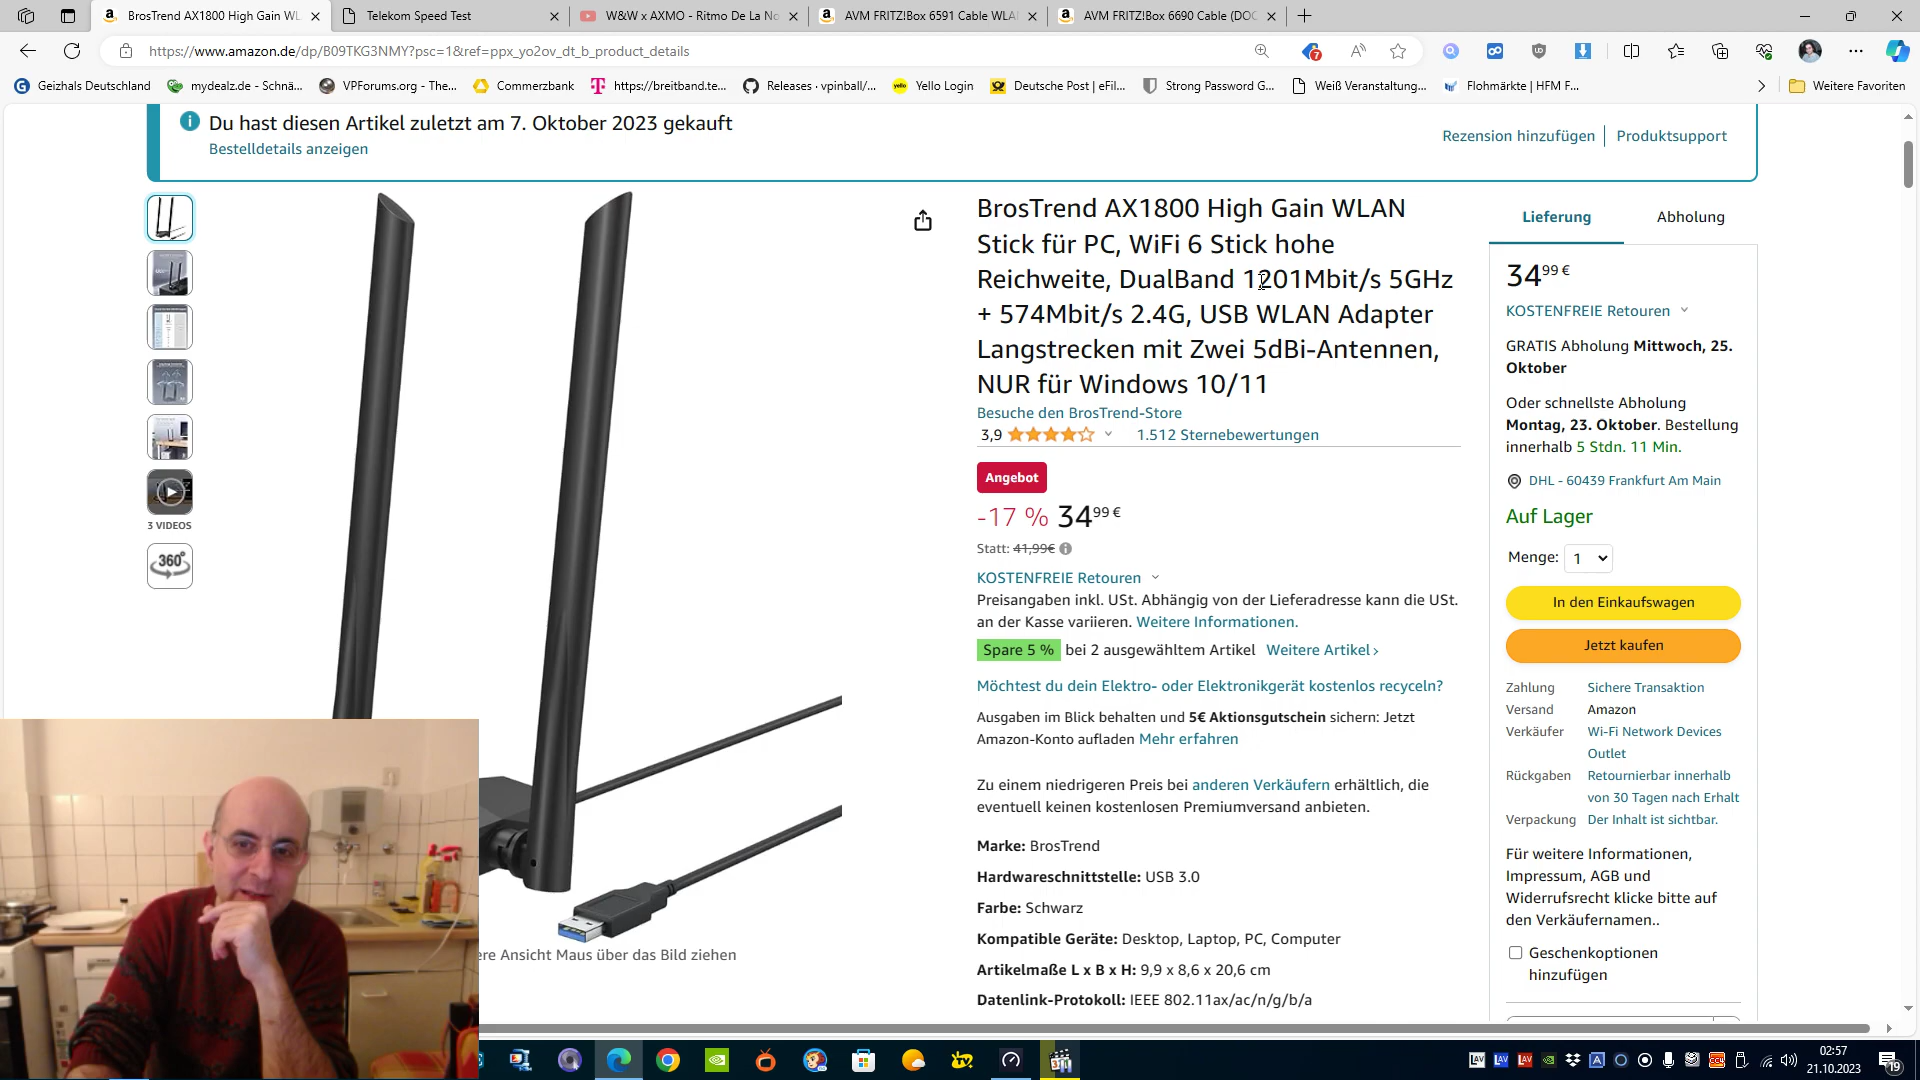 BrosTrend AX1800 High Gain WL
Telekom Speed Test
W&W x AXMO - Ritmo De La No
AVM FRITZ!Box 6591 Cable WLA
AVM FRITZ!Box 6690 Cable (DOC
https://www.amazon.de/dp/B09TKG3NMY?psc=1&ref=ppx_yo2ov_dt_b_product_details
Geizhals Deutschland
mydealz.de - Schnä...
VPForums.org - The...
Commerzbank
https://breitband.te...
Releases · vpinball/...
Yello Login
Deutsche Post | eFil...
Strong Password G...
Weiß Veranstaltung...
Flohmärkte | HFM F...
Weitere Favoriten
Du hast diesen Artikel zuletzt am 7. Oktober 2023 gekauft
Bestelldetails anzeigen
Rezension hinzufügen
Produktsupport
3 VIDEOS
360°
ere Ansicht Maus über das Bild ziehen
BrosTrend AX1800 High Gain WLAN
Stick für PC, WiFi 6 Stick hohe
Reichweite, DualBand 1201Mbit/s 5GHz
+ 574Mbit/s 2.4G, USB WLAN Adapter
Langstrecken mit Zwei 5dBi-Antennen,
NUR für Windows 10/11
Besuche den BrosTrend-Store
3,9
1.512 Sternebewertungen
Angebot
-17 % 34⁹⁹ €
Statt: 41,99€
KOSTENFREIE Retouren
Preisangaben inkl. USt. Abhängig von der Lieferadresse kann die USt.
an der Kasse variieren. Weitere Informationen.
Spare 5 % bei 2 ausgewähltem Artikel Weitere Artikel ›
Möchtest du dein Elektro- oder Elektronikgerät kostenlos recyceln?
Ausgaben im Blick behalten und 5€ Aktionsgutschein sichern: Jetzt
Amazon-Konto aufladen Mehr erfahren
Zu einem niedrigeren Preis bei anderen Verkäufern erhältlich, die
eventuell keinen kostenlosen Premiumversand anbieten.
Marke: BrosTrend
Hardwareschnittstelle: USB 3.0
Farbe: Schwarz
Kompatible Geräte: Desktop, Laptop, PC, Computer
Artikelmaße L x B x H: 9,9 x 8,6 x 20,6 cm
Datenlink-Protokoll: IEEE 802.11ax/ac/n/g/b/a
Lieferung
Abholung
34⁹⁹ €
KOSTENFREIE Retouren
GRATIS Abholung Mittwoch, 25.
Oktober
Oder schnellste Abholung
Montag, 23. Oktober. Bestellung
innerhalb 5 Stdn. 11 Min.
DHL - 60439 Frankfurt Am Main
Auf Lager
Menge: 1
In den Einkaufswagen
Jetzt kaufen
Zahlung Sichere Transaktion
Versand Amazon
Verkäufer Wi-Fi Network Devices
Outlet
Rückgaben Retournierbar innerhalb
von 30 Tagen nach Erhalt
Verpackung Der Inhalt ist sichtbar.
Für weitere Informationen,
Impressum, AGB und
Widerrufsrecht klicke bitte auf
den Verkäufernamen..
Geschenkoptionen
hinzufügen
02:57
21.10.2023
19